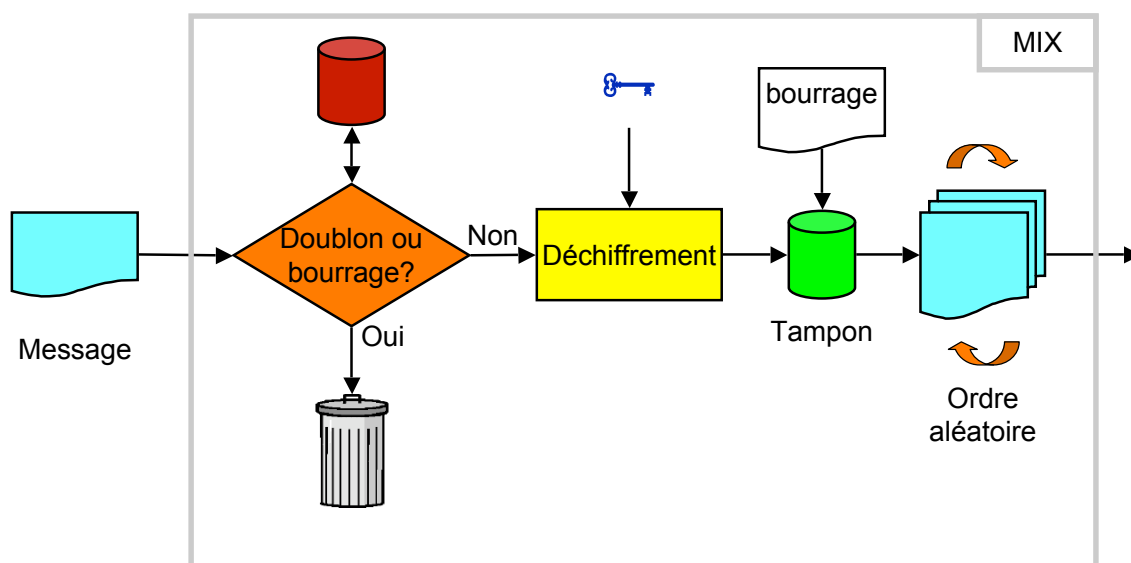 MIX
bourrage
Doublon ou
bourrage?
Non
Déchiffrement
Oui
Message
Tampon
Ordre
aléatoire